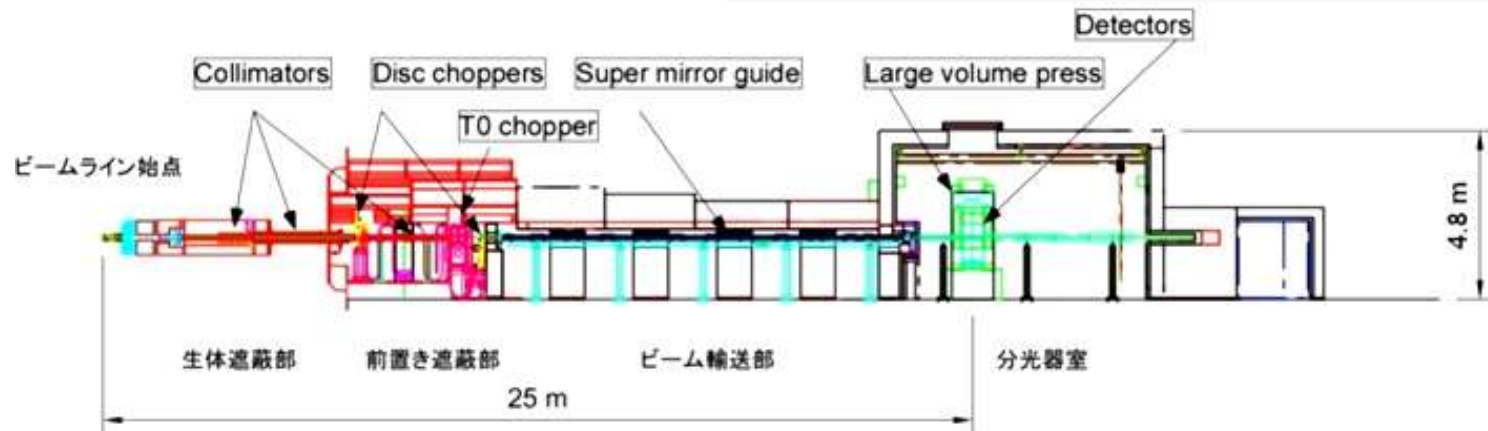 Detectors
Collimators
Disc choppers
Super mirror guide
Large volume press
T0 chopper
ビームライン始点
4.8 m
生体遮蔽部
前置き遮蔽部
ビーム輸送部
分光器室
25 m